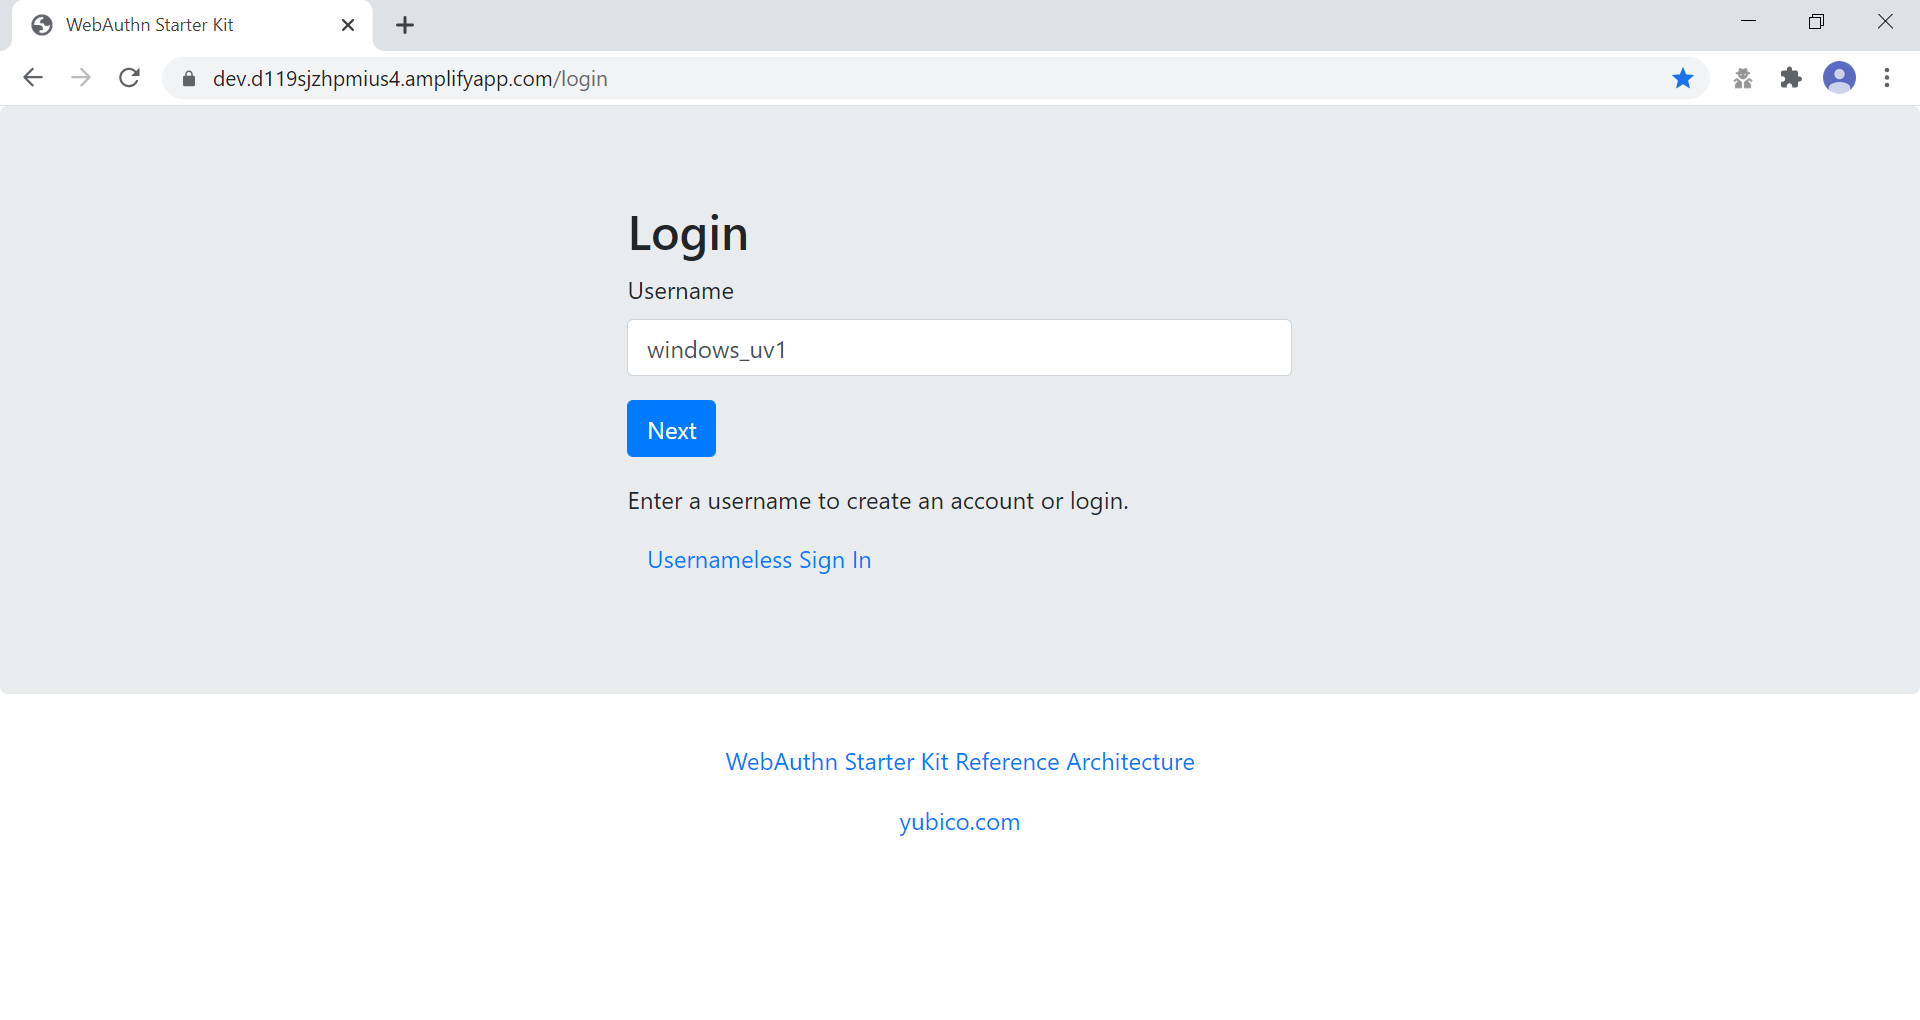 WebAuthn Starter Kit
dev.d119sjzhpmius4.amplifyapp.com/login
Login
Username
windows_uv1
Next
Enter a username to create an account or login.
Usernameless Sign In
WebAuthn Starter Kit Reference Architecture
yubico.com